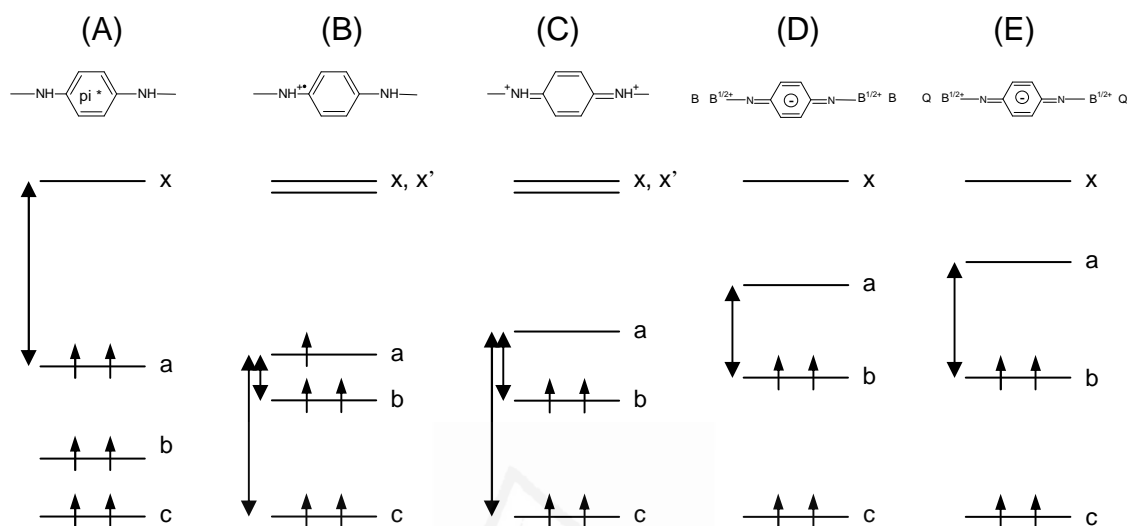 (A) (B) (C) (D) (E)
NH pi * NH
NH +• NH
+ NH NH +
B B1/2+ N - N B1/2+ B
Q B1/2+ N - N B1/2+ Q
x x, x' x, x' x x
a a a a a
b b b b b
c c c c c